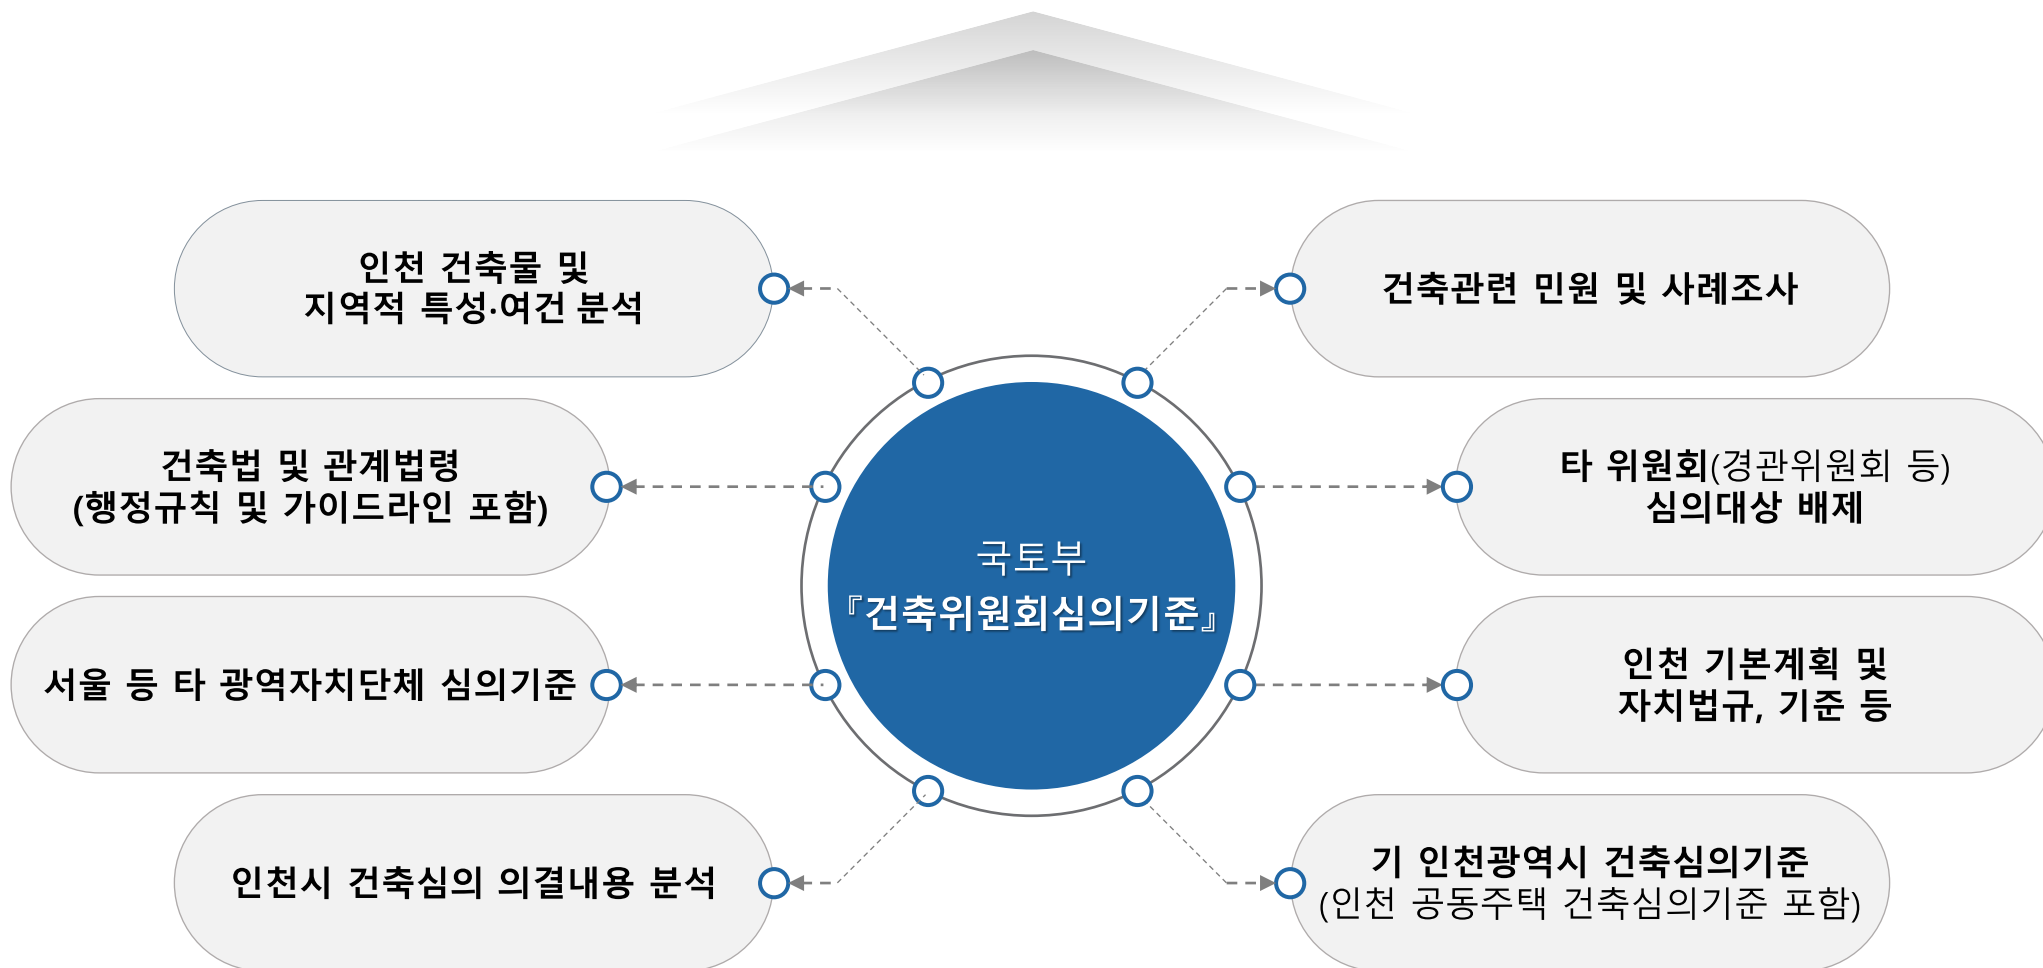 인천 건축물 및
지역적 특성·여건 분석
건축관련 민원 및 사례조사
건축법 및 관계법령
(행정규칙 및 가이드라인 포함)
타 위원회(경관위원회 등)
심의대상 배제
국토부
『건축위원회심의기준』
서울 등 타 광역자치단체 심의기준
인천 기본계획 및
자치법규, 기준 등
인천시 건축심의 의결내용 분석
기 인천광역시 건축심의기준
(인천 공동주택 건축심의기준 포함)